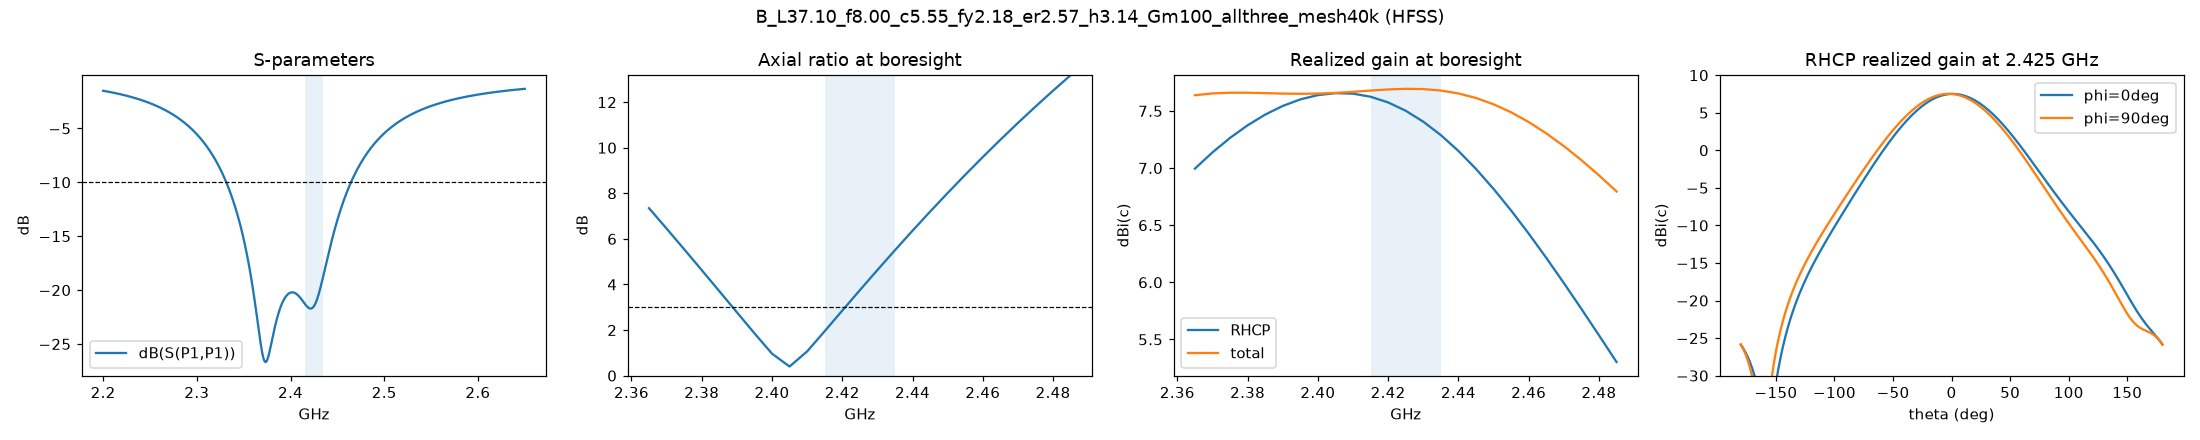 B_L37.10_f8.00_c5.55_fy2.18_er2.57_h3.14_Gm100_allthree_mesh40k (HFSS)
S-parameters
dB
−5
−10
−15
−20
−25
dB(S(P1,P1))
2.2 2.3 2.4 2.5 2.6
GHz
Axial ratio at boresight
dB
12
10
8
6
4
2
0
2.36 2.38 2.40 2.42 2.44 2.46 2.48
GHz
Realized gain at boresight
dBi(c)
7.5
7.0
6.5
6.0
5.5
RHCP
total
2.36 2.38 2.40 2.42 2.44 2.46 2.48
GHz
RHCP realized gain at 2.425 GHz
dBi(c)
10
5
0
−5
−10
−15
−20
−25
−30
phi=0deg
phi=90deg
−150 −100 −50 0 50 100 150
theta (deg)